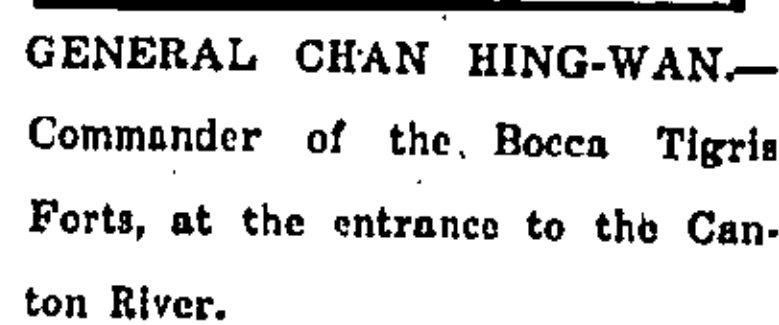 GENERAL CHAN HING-WAN.—
Commander of the Bocca Tigris
Forts, at the entrance to the Can-
ton River.